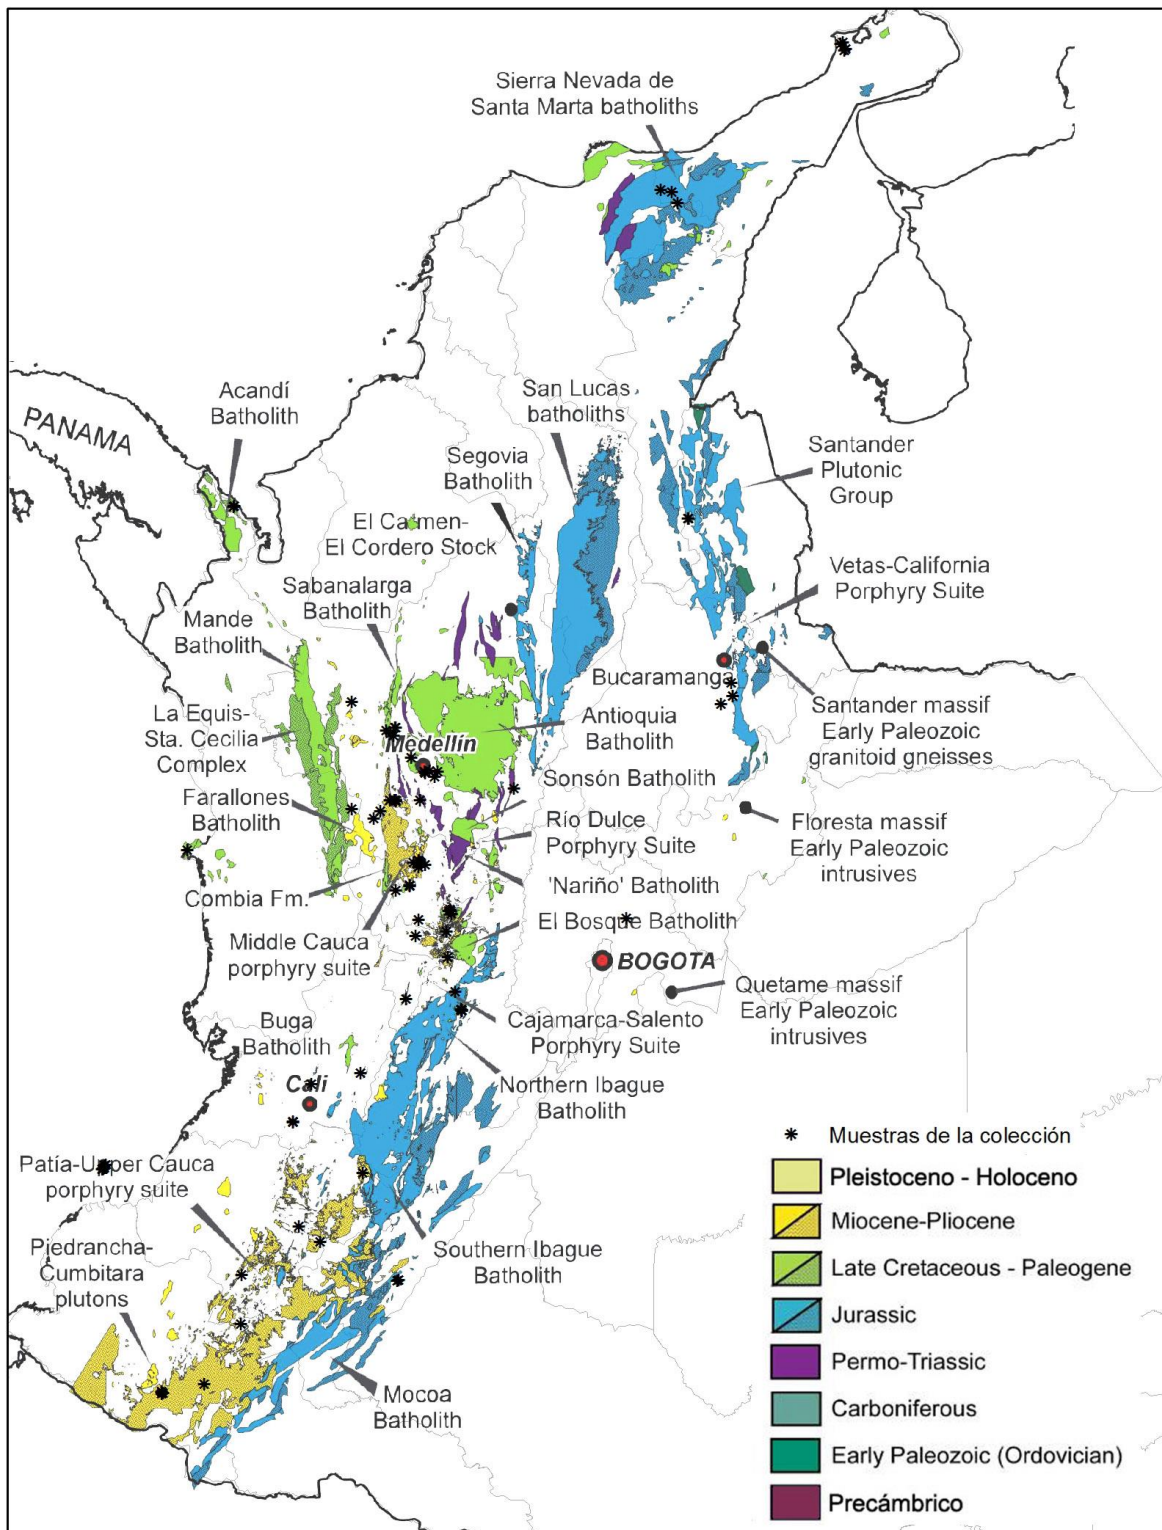 Sierra Nevada de
Santa Marta batholiths
Acandí
Batholith
PANAMA
San Lucas
batholiths
Segovia
Batholith
Santander
Plutonic
Group
El Carmen-
El Cordero Stock
Vetas-California
Porphyry Suite
Sabanalarga
Batholith
Mande
Batholith
Bucaramanga
La Equis-
Sta. Cecilia
Complex
Antioquia
Batholith
Santander massif
Early Paleozoic
granitoid gneisses
Medellín
Sonsón Batholith
Farallones
Batholith
Río Dulce
Porphyry Suite
Floresta massif
Early Paleozoic
intrusives
Combia Fm.
'Nariño' Batholith
El Bosque Batholith
Middle Cauca
porphyry suite
BOGOTA
Quetame massif
Early Paleozoic
intrusives
Buga
Batholith
Cajamarca-Salento
Porphyry Suite
Cali
Northern Ibague
Batholith
Patía-Upper Cauca
porphyry suite
Piedrancha-
Cumbitara
plutons
Southern Ibague
Batholith
Mocoa
Batholith
Muestras de la colección
Pleistoceno - Holoceno
Miocene-Pliocene
Late Cretaceous - Paleogene
Jurassic
Permo-Triassic
Carboniferous
Early Paleozoic (Ordovician)
Precámbrico